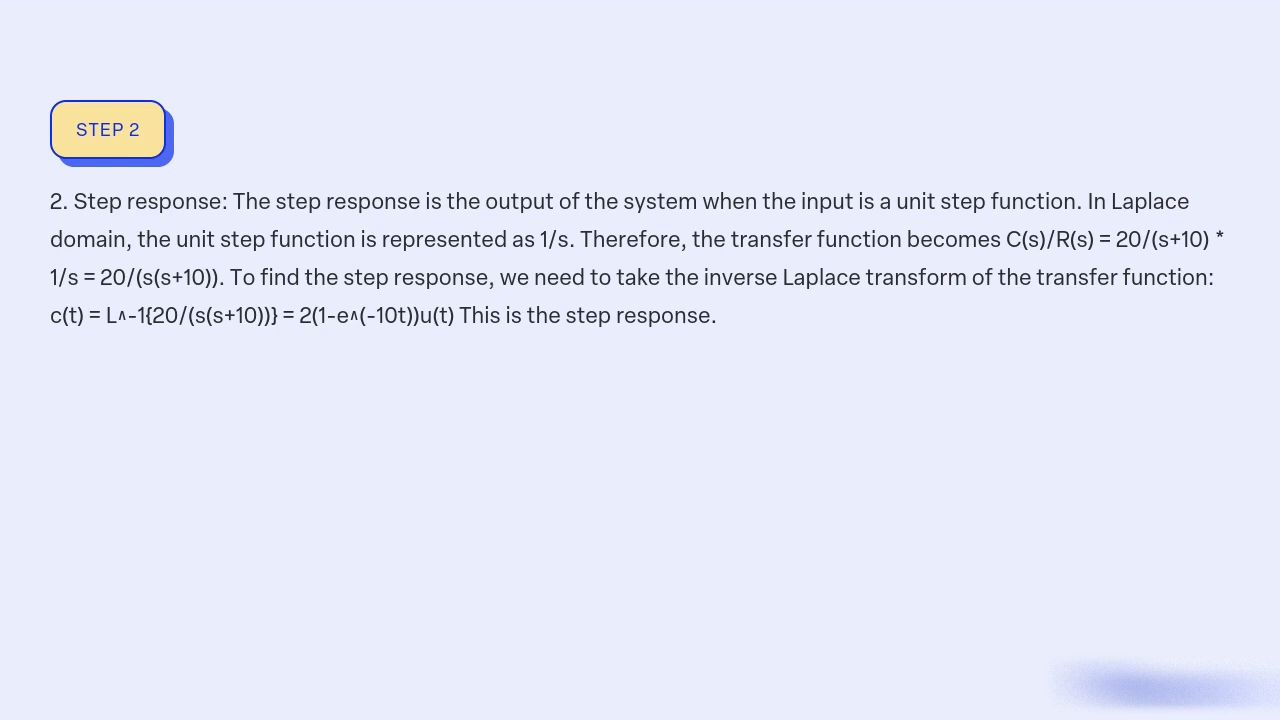 STEP 2
2. Step response: The step response is the output of the system when the input is a unit step function. In Laplace
domain, the unit step function is represented as 1/s. Therefore, the transfer function becomes C(s)/R(s) = 20/(s+10) *
1/s = 20/(s(s+10)). To find the step response, we need to take the inverse Laplace transform of the transfer function:
c(t) = L^-1{20/(s(s+10))} = 2(1-e^(-10t))u(t) This is the step response.